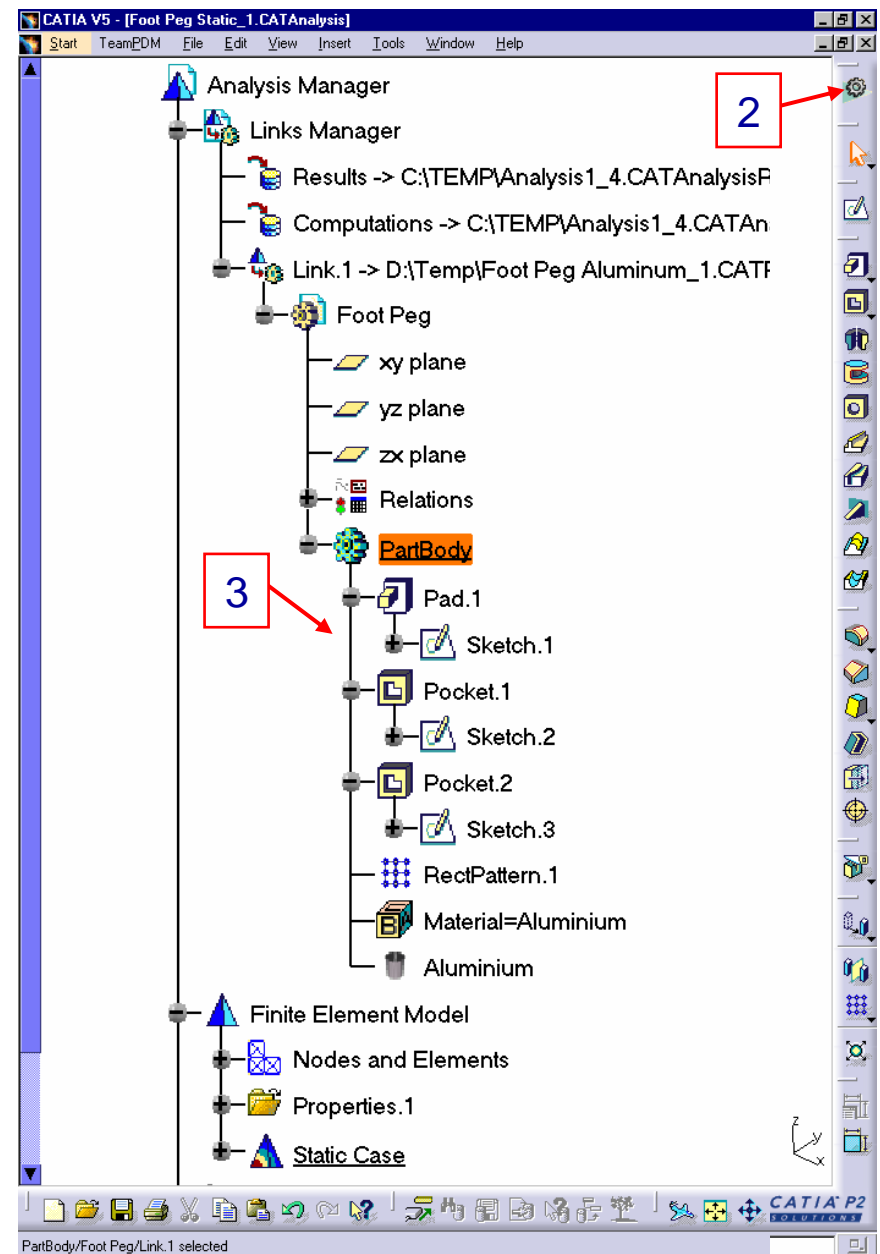 CATIA V5 - [Foot Peg Static_1.CATAnalysis]
Start TeamPDM File Edit View Insert Tools Window Help
Analysis Manager
2
Links Manager
Results -> C:\TEMP\Analysis1_4.CATAnalysisR
Computations -> C:\TEMP\Analysis1_4.CATAn
Link.1 -> D:\Temp\Foot Peg Aluminum_1.CATF
Foot Peg
xy plane
yz plane
zx plane
Relations
PartBody
3
Pad.1
Sketch.1
Pocket.1
Sketch.2
Pocket.2
Sketch.3
RectPattern.1
Material=Aluminium
Aluminium
Finite Element Model
Nodes and Elements
Properties.1
Static Case
z
y
x
CATIA P2
SOLUTIONS
PartBody/Foot Peg/Link.1 selected